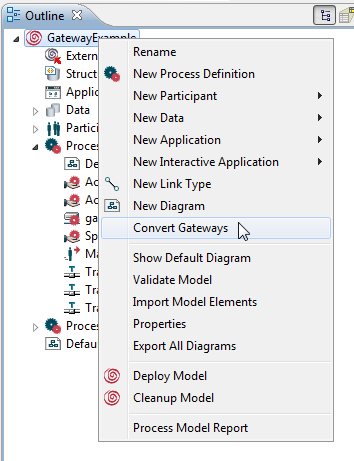 Outline
GatewayExample
Extern
Struct
Applic
Data
Partici
Proces
De
Ac
Ac
ga
Sp
Ma
Tra
Tra
Tra
Proces
Defaul
Rename
New Process Definition
New Participant
New Data
New Application
New Interactive Application
New Link Type
New Diagram
Convert Gateways
Show Default Diagram
Validate Model
Import Model Elements
Properties
Export All Diagrams
Deploy Model
Cleanup Model
Process Model Report